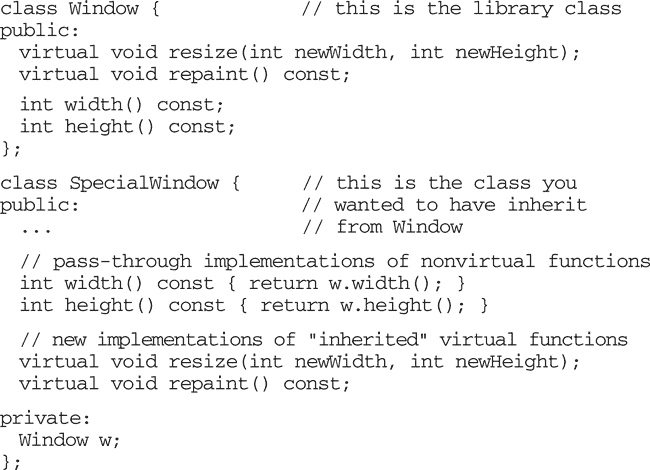 class Window {              // this is the library class
public:
  virtual void resize(int newWidth, int newHeight);
  virtual void repaint() const;
  int width() const;
  int height() const;
};
class SpecialWindow {      // this is the class you
public:                    // wanted to have inherit
  ...                      // from Window
  // pass-through implementations of nonvirtual functions
  int width() const { return w.width(); }
  int height() const { return w.height(); }
  // new implementations of "inherited" virtual functions
  virtual void resize(int newWidth, int newHeight);
  virtual void repaint() const;
private:
  Window w;
};